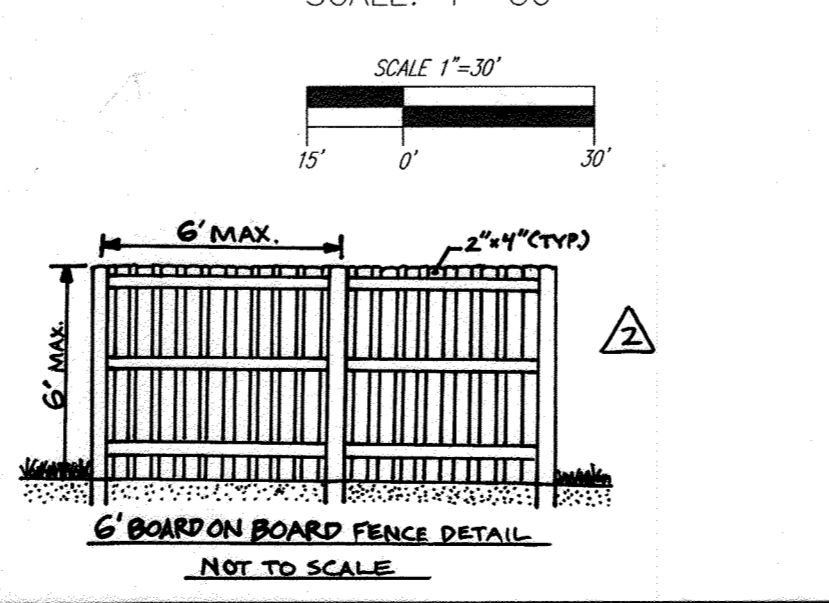 SCALE 1"=30'
15' 0' 30'
6' MAX.
2"x4"(TYP.)
6' MAX.
2
6' BOARD ON BOARD FENCE DETAIL
NOT TO SCALE